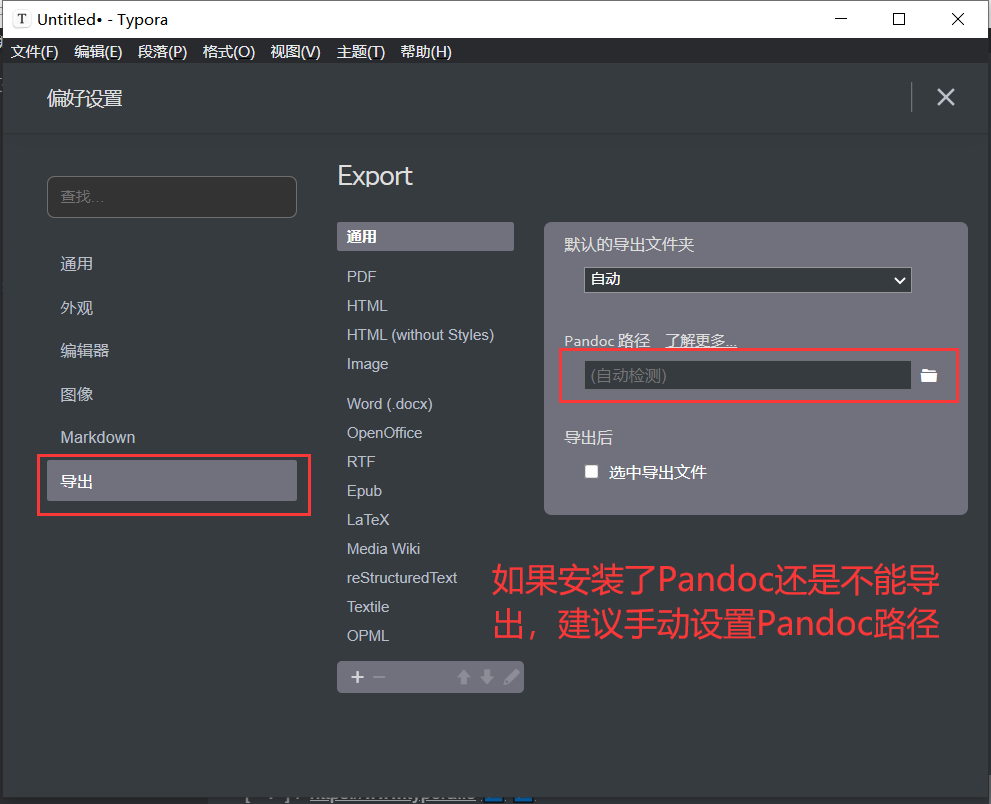 Untitled• - Typora
文件(F) 编辑(E) 段落(P) 格式(O) 视图(V) 主题(T) 帮助(H)
偏好设置
查找...
通用
外观
编辑器
图像
Markdown
导出
Export
通用
PDF
HTML
HTML (without Styles)
Image
Word (.docx)
OpenOffice
RTF
Epub
LaTeX
Media Wiki
reStructuredText
Textile
OPML
默认的导出文件夹
自动
Pandoc 路径 了解更多...
(自动检测)
导出后
选中导出文件
如果安装了Pandoc还是不能导
出，建议手动设置Pandoc路径